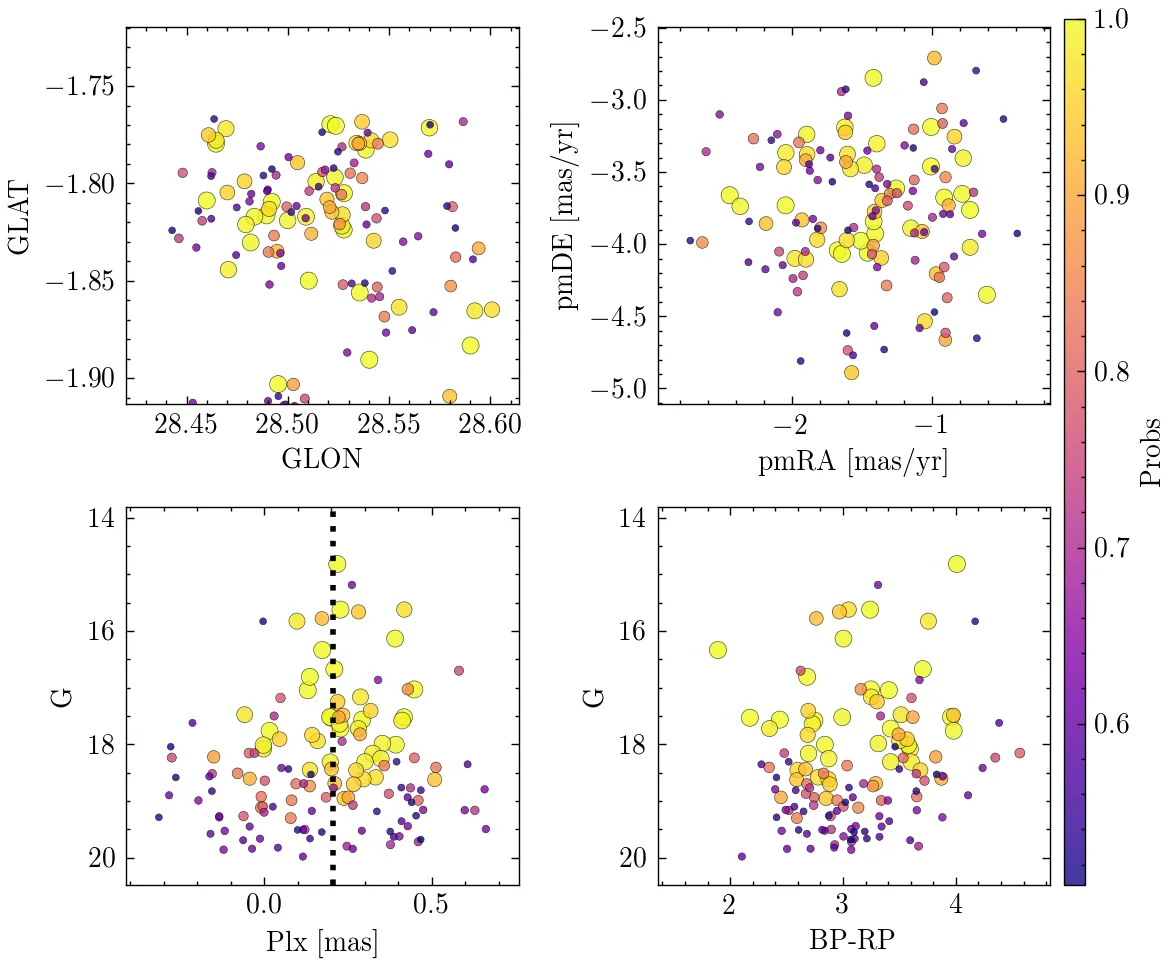 GLAT
−1.75
−1.80
−1.85
−1.90
28.45 28.50 28.55 28.60
GLON
pmDE [mas/yr]
−2.5
−3.0
−3.5
−4.0
−4.5
−5.0
−2 −1
pmRA [mas/yr]
G
14
16
18
20
0.0 0.5
Plx [mas]
G
14
16
18
20
2 3 4
BP-RP
1.0
0.9
0.8
0.7
0.6
Probs